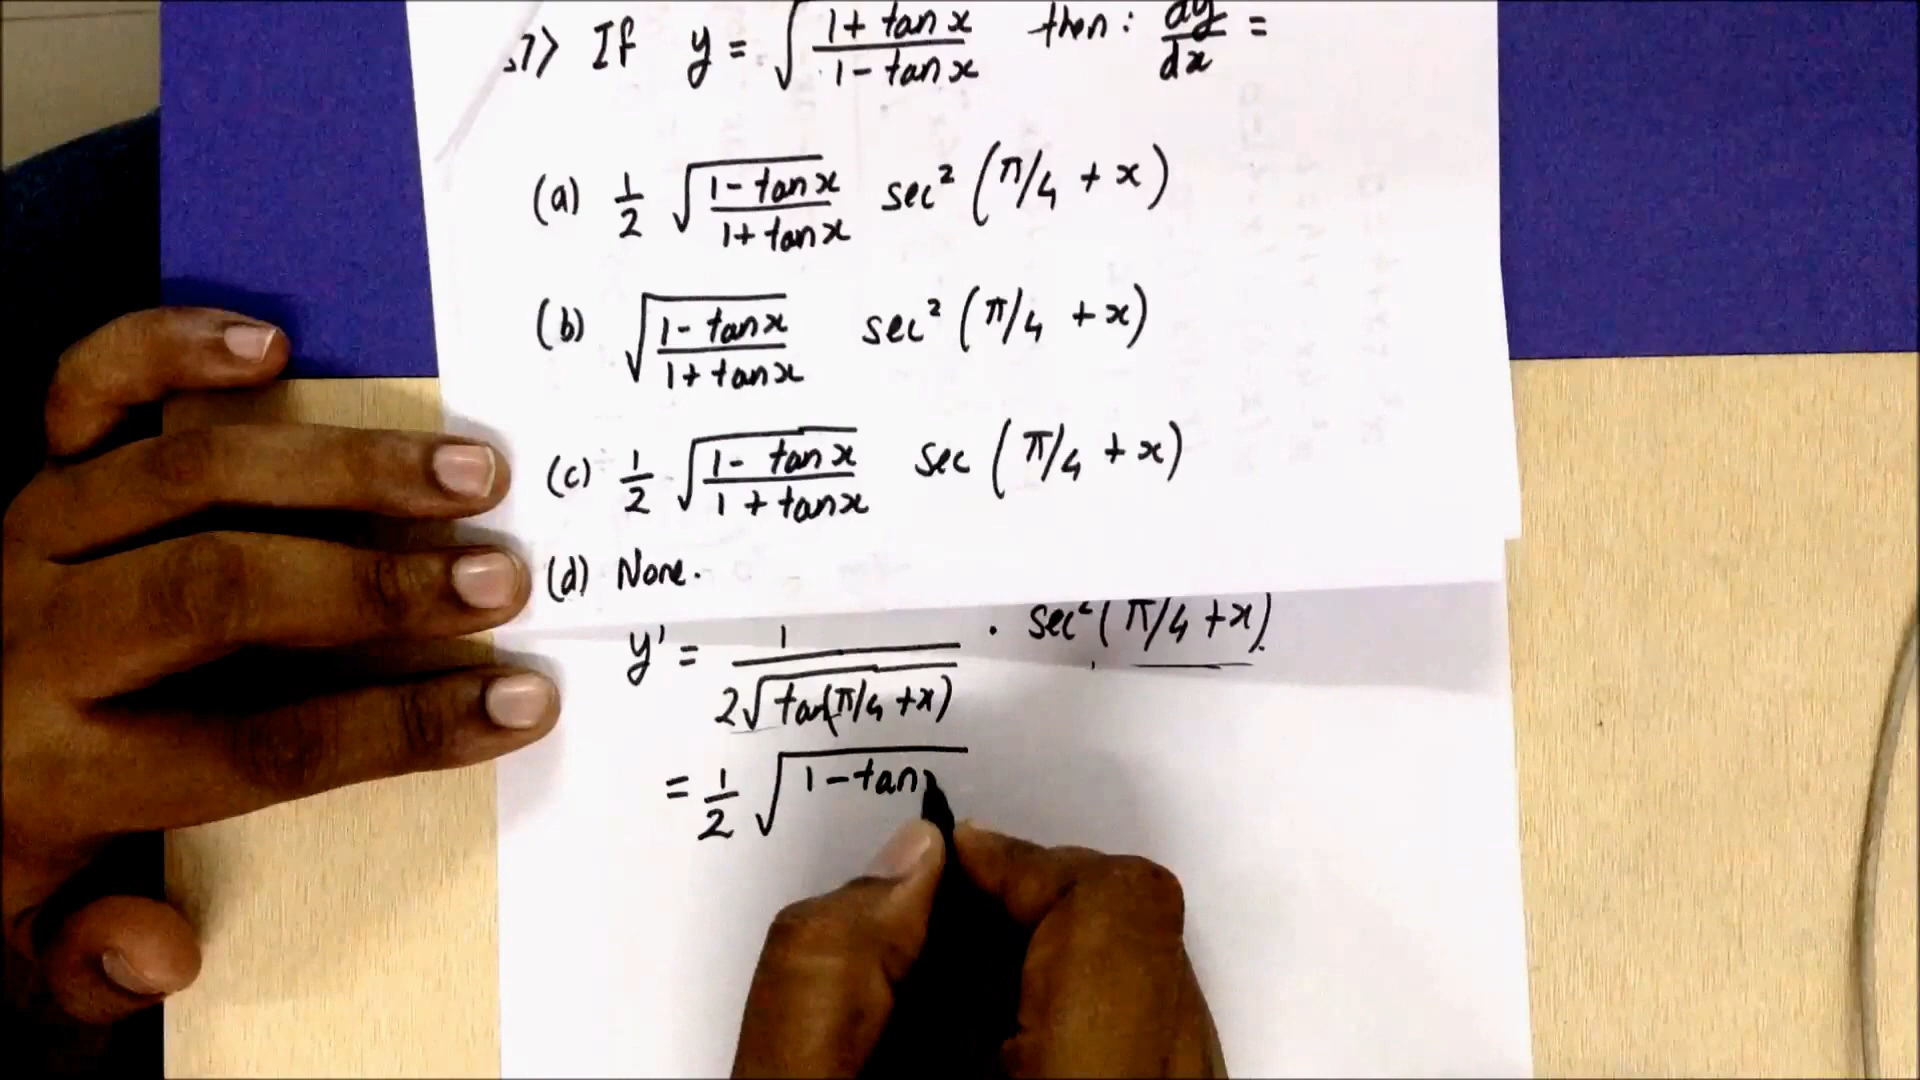 .7) If y = √(1+ tan x / 1- tan x) then : dy/dx =
(a) 1/2 √(1- tan x / 1+ tan x) sec² (π/4 + x)
(b) √(1- tan x / 1+ tan x) sec² (π/4 + x)
(c) 1/2 √(1- tan x / 1 + tan x) sec (π/4 + x)
(d) None.
y' = 1 / 2√tan(π/4 +x) . sec² (π/4 +x)
= 1/2 √1-tan